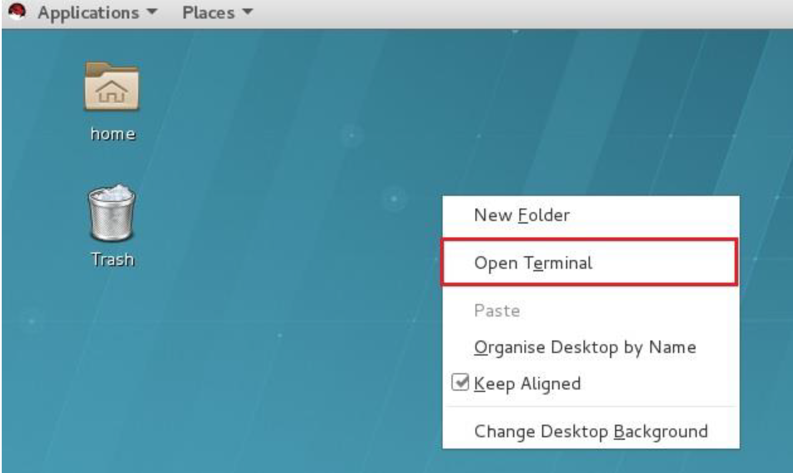 Applications Places
home
Trash
New Folder
Open Terminal
Paste
Organise Desktop by Name
Keep Aligned
Change Desktop Background